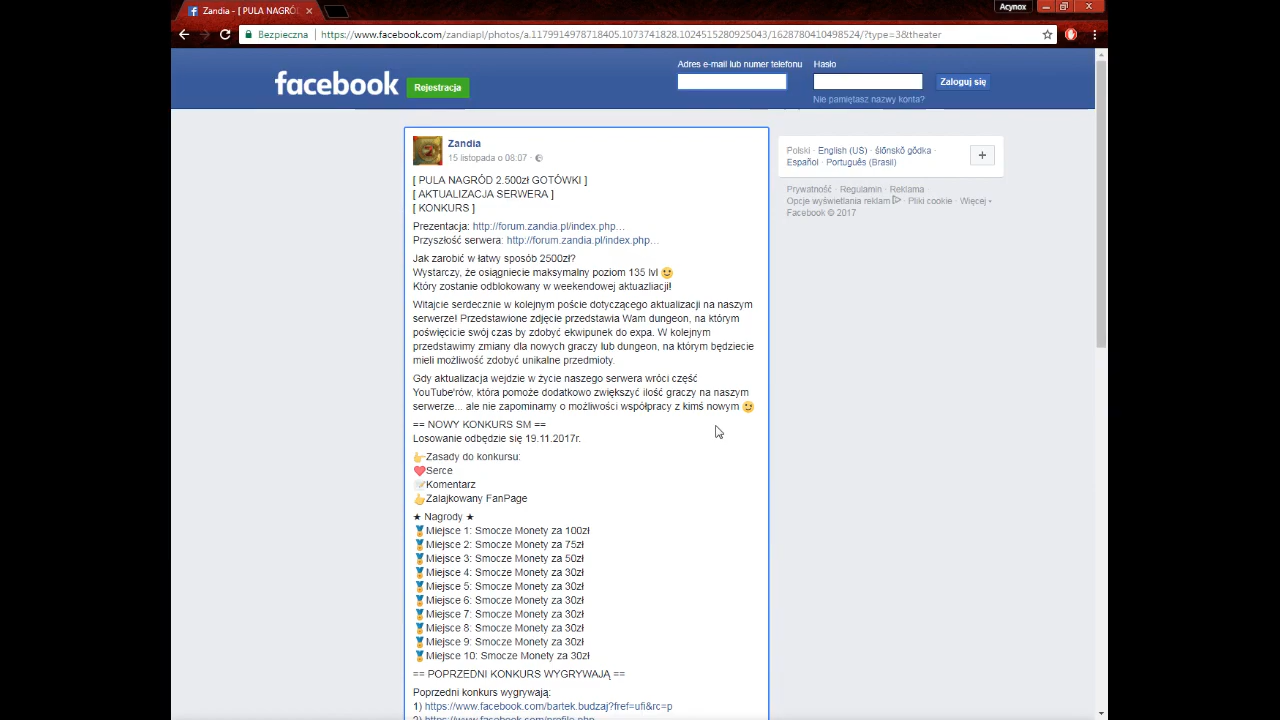 Zandia - [ PULA NAGRÓD
Acynox
Bezpieczna
https://www.facebook.com/zandiapl/photos/a.1179914978718405.1073741828.1024515280925043/1628780410498524/?type=3&theater
facebook
Rejestracja
Adres e-mail lub numer telefonu
Hasło
Zaloguj się
Nie pamiętasz nazwy konta?
Zandia
15 listopada o 08:07
[ PULA NAGRÓD 2.500zł GOTÓWKI ]
[ AKTUALIZACJA SERWERA ]
[ KONKURS ]
Prezentacja: http://forum.zandia.pl/index.php...
Przyszłość serwera: http://forum.zandia.pl/index.php...
Jak zarobić w łatwy sposób 2500zł?
Wystarczy, że osiągniecie maksymalny poziom 135 lvl
Który zostanie odblokowany w weekendowej aktuazliacji!
Witajcie serdecznie w kolejnym poście dotyczącego aktualizacji na naszym
serwerze! Przedstawione zdjęcie przedstawia Wam dungeon, na którym
poświęcicie swój czas by zdobyć ekwipunek do expa. W kolejnym
przedstawimy zmiany dla nowych graczy lub dungeon, na którym będziecie
mieli możliwość zdobyć unikalne przedmioty.
Gdy aktualizacja wejdzie w życie naszego serwera wróci część
YouTube'rów, która pomoże dodatkowo zwiększyć ilość graczy na naszym
serwerze... ale nie zapominamy o możliwości współpracy z kimś nowym
== NOWY KONKURS SM ==
Losowanie odbędzie się 19.11.2017r.
Zasady do konkursu:
Serce
Komentarz
Zalajkowany FanPage
★ Nagrody ★
Miejsce 1: Smocze Monety za 100zł
Miejsce 2: Smocze Monety za 75zł
Miejsce 3: Smocze Monety za 50zł
Miejsce 4: Smocze Monety za 30zł
Miejsce 5: Smocze Monety za 30zł
Miejsce 6: Smocze Monety za 30zł
Miejsce 7: Smocze Monety za 30zł
Miejsce 8: Smocze Monety za 30zł
Miejsce 9: Smocze Monety za 30zł
Miejsce 10: Smocze Monety za 30zł
== POPRZEDNI KONKURS WYGRYWAJĄ ==
Poprzedni konkurs wygrywają:
1) https://www.facebook.com/bartek.budzaj?fref=ufi&rc=p
2) https://www.facebook.com/profile.php
Polski · English (US) · ślōnskŏ gŏdka ·
Español · Português (Brasil)
Prywatność · Regulamin · Reklama
Opcje wyświetlania reklam · Pliki cookie · Więcej
Facebook © 2017